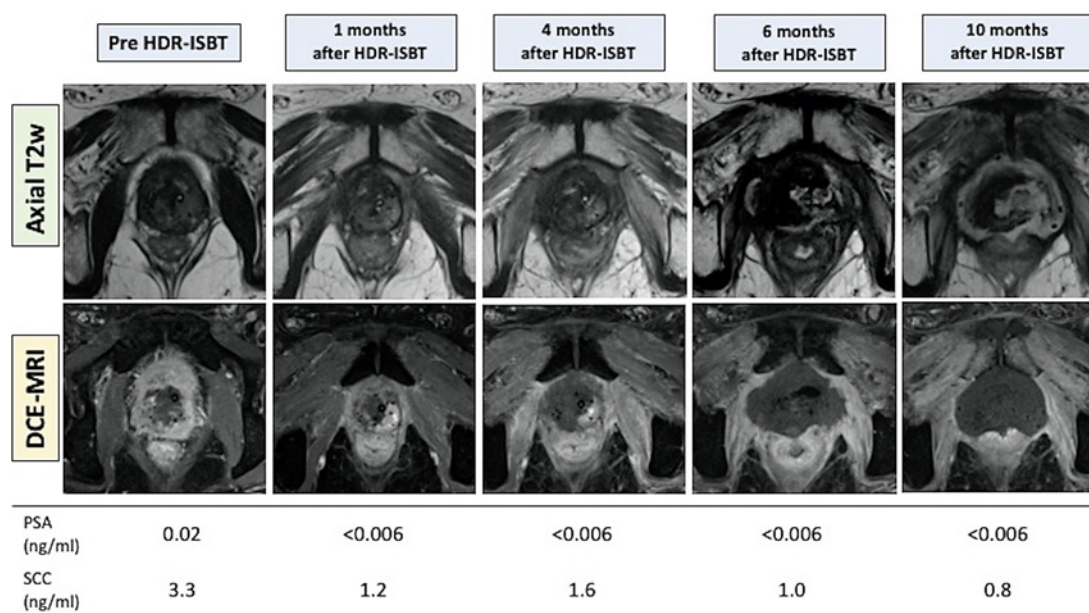 Pre HDR-ISBT
1 months
after HDR-ISBT
4 months
after HDR-ISBT
6 months
after HDR-ISBT
10 months
after HDR-ISBT
Axial T2w
DCE-MRI
PSA
(ng/ml)
0.02 <0.006 <0.006 <0.006 <0.006
SCC
(ng/ml)
3.3 1.2 1.6 1.0 0.8